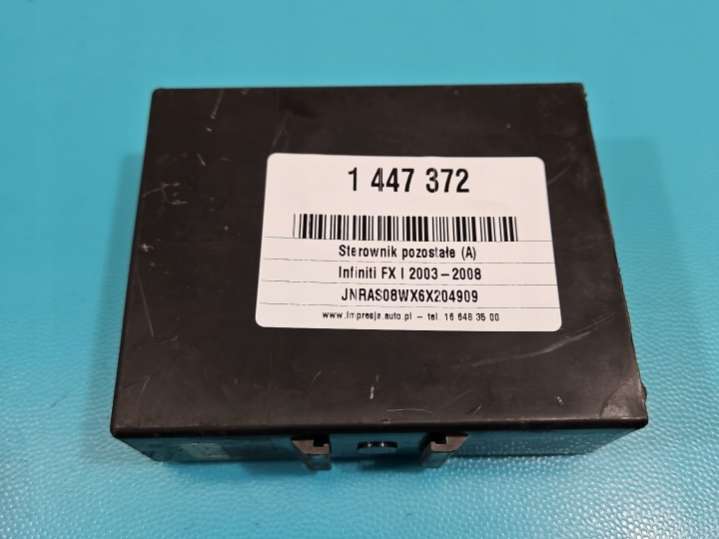 1 447 372
Sterownik pozostałe (A)
Infiniti FX I 2003-2008
JNRAS08WX6X204909
www.impresja.auto.pl - tel. 16 648 35 00